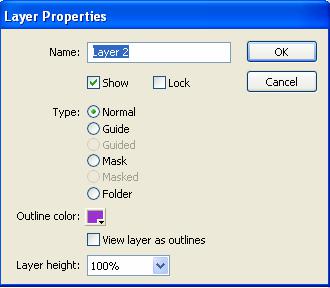 Layer Properties
Name: Layer 2 OK
Show Lock Cancel
Type: Normal
Guide
Guided
Mask
Masked
Folder
Outline color:
View layer as outlines
Layer height: 100%